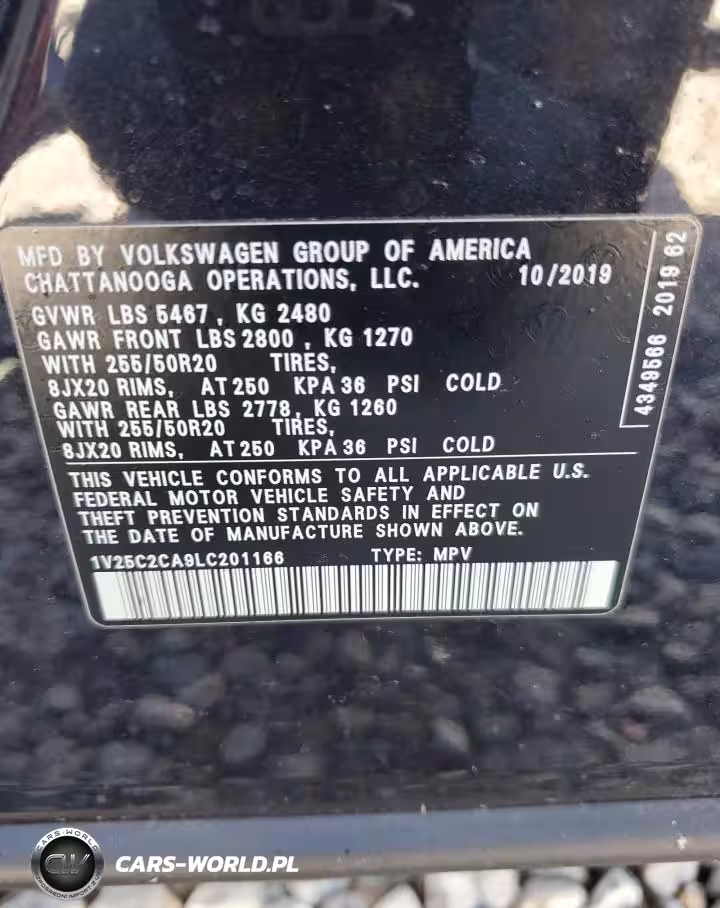 MFD BY VOLKSWAGEN GROUP OF AMERICA
CHATTANOOGA OPERATIONS, LLC. 10/2019
GVWR LBS 5467 , KG 2480
GAWR FRONT LBS 2800 , KG 1270
WITH 255/50R20 TIRES,
8JX20 RIMS, AT 250 KPA 36 PSI COLD
GAWR REAR LBS 2778, KG 1260
WITH 255/50R20 TIRES,
8JX20 RIMS, AT 250 KPA 36 PSI COLD
THIS VEHICLE CONFORMS TO ALL APPLICABLE U.S.
FEDERAL MOTOR VEHICLE SAFETY AND
THEFT PREVENTION STANDARDS IN EFFECT ON
THE DATE OF MANUFACTURE SHOWN ABOVE.
1V25C2CA9LC201166 TYPE: MPV
4349566 2019 62
CARS-WORLD
CW
CARS-WORLD.PL